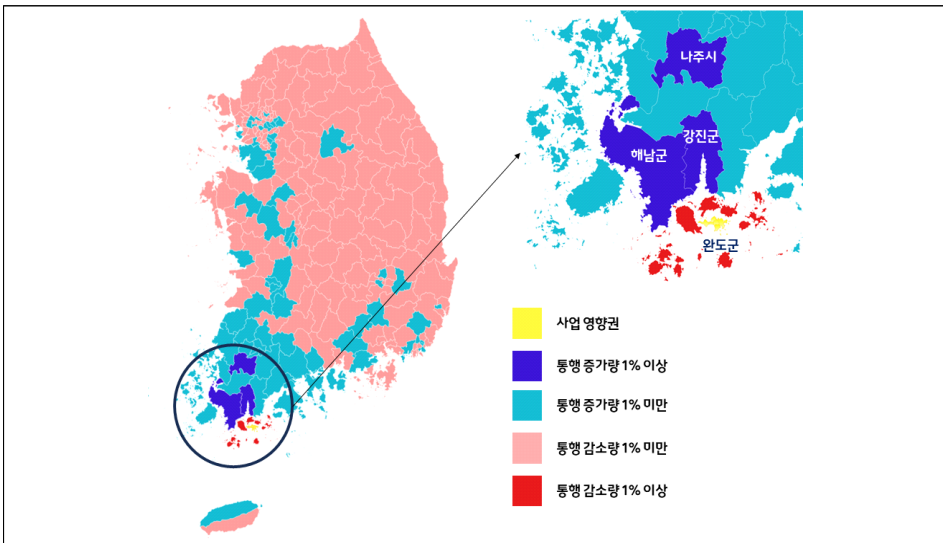 나주시
강진군
해남군
완도군
사업 영향권
통행 증가량 1% 이상
통행 증가량 1% 미만
통행 감소량 1% 미만
통행 감소량 1% 이상